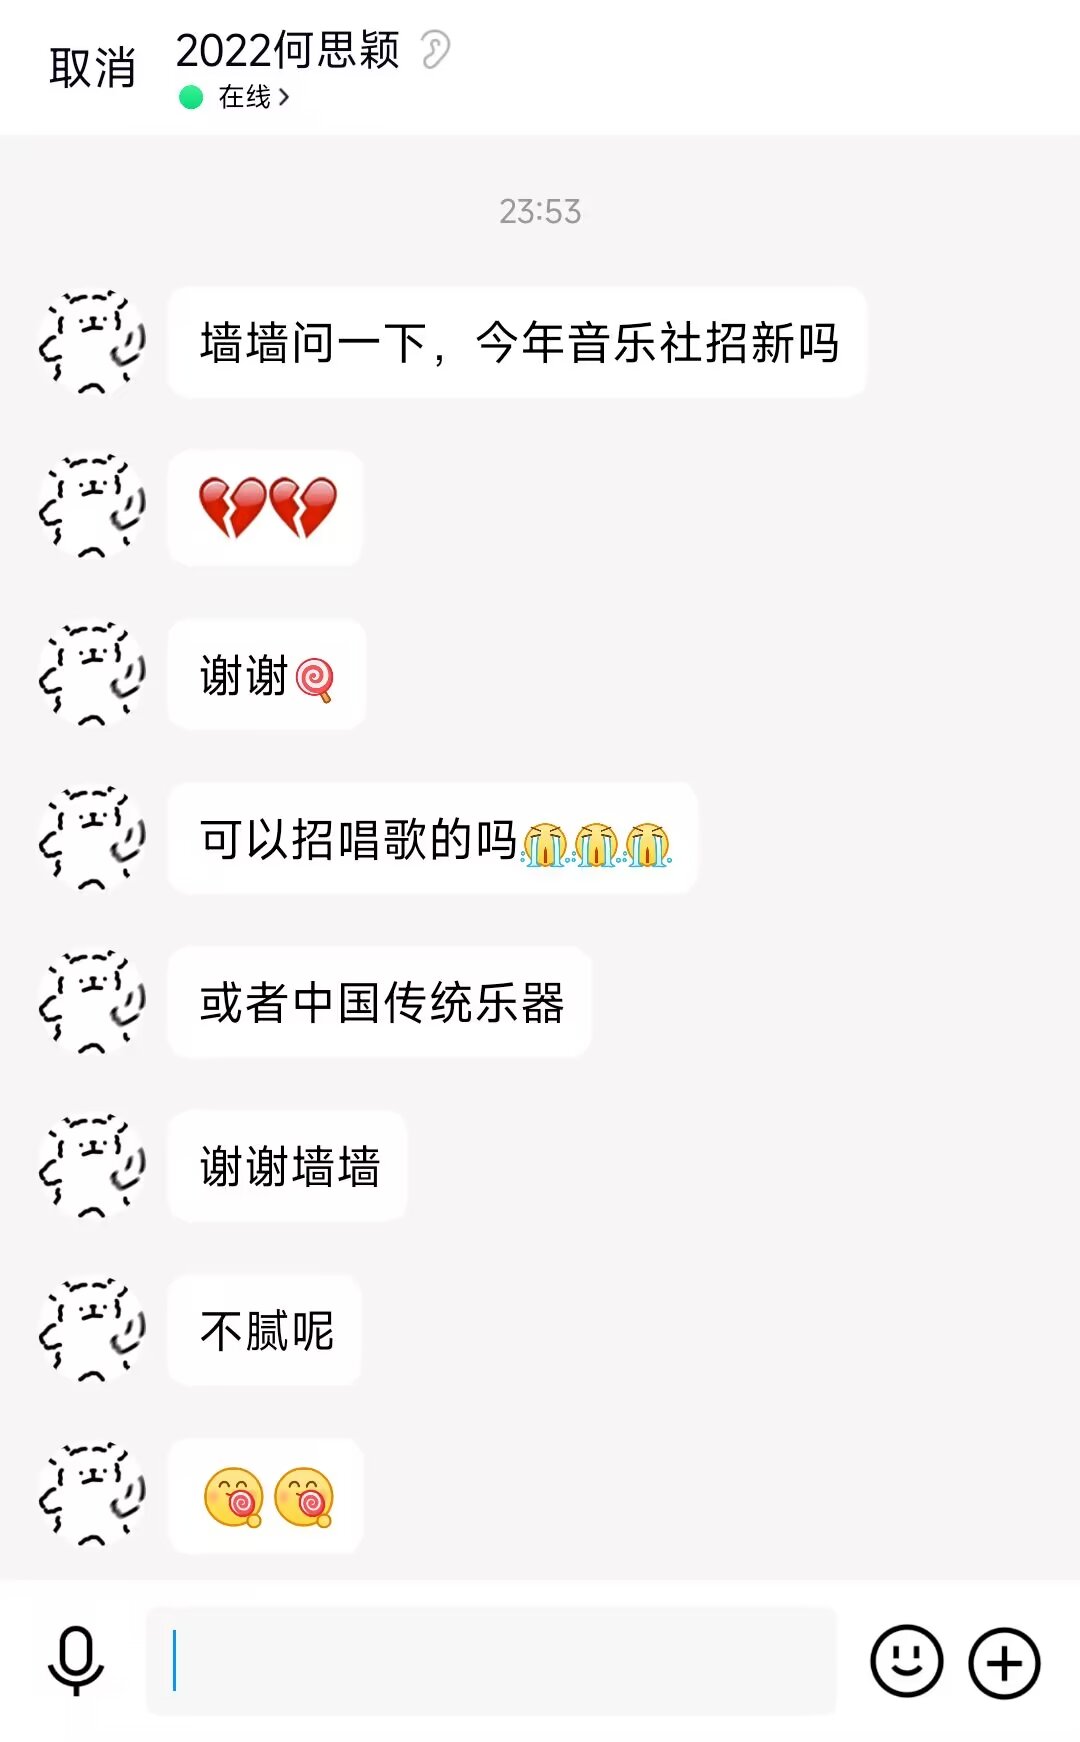 取消
2022何思颖
在线
23:53
墙墙问一下，今年音乐社招新吗
💔💔
谢谢🍭
可以招唱歌的吗😭😭😭
或者中国传统乐器
谢谢墙墙
不腻呢